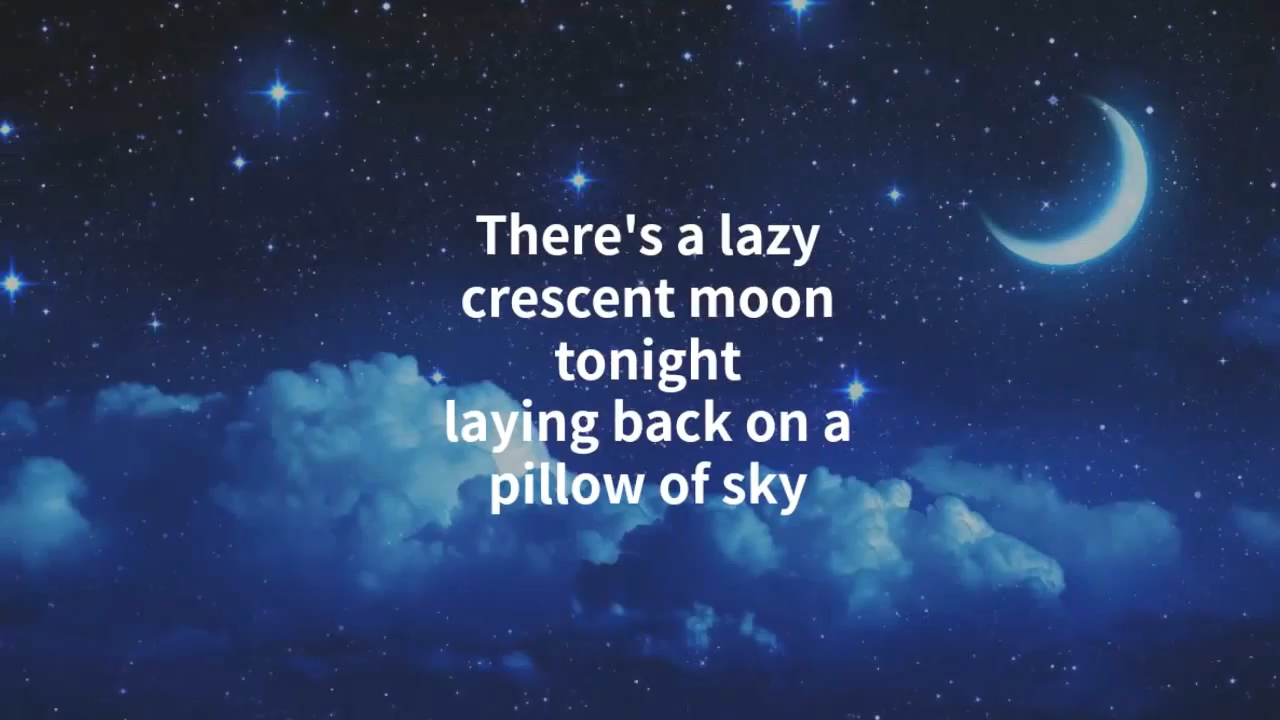 There's a lazy
crescent moon
tonight
laying back on a
pillow of sky